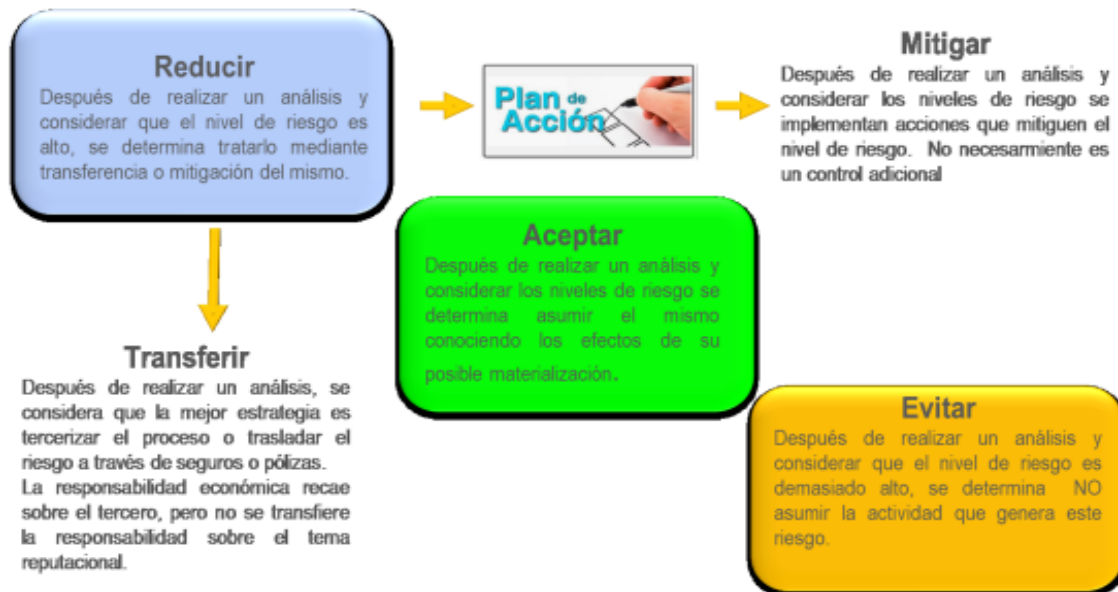 Reducir
Después de realizar un análisis y
considerar que el nivel de riesgo es
alto, se determina tratarlo mediante
transferencia o mitigación del mismo.
Plan de
Acción
Mitigar
Después de realizar un análisis y
considerar los niveles de riesgo se
implementan acciones que mitiguen el
nivel de riesgo. No necesarmiente es
un control adicional
Aceptar
Después de realizar un análisis y
considerar los niveles de riesgo se
determina asumir el mismo
conociendo los efectos de su
posible materialización.
Transferir
Después de realizar un análisis, se
considera que la mejor estrategia es
tercerizar el proceso o trasladar el
riesgo a través de seguros o pólizas.
La responsabilidad económica recae
sobre el tercero, pero no se transfiere
la responsabilidad sobre el tema
reputacional.
Evitar
Después de realizar un análisis y
considerar que el nivel de riesgo es
demasiado alto, se determina NO
asumir la actividad que genera este
riesgo.